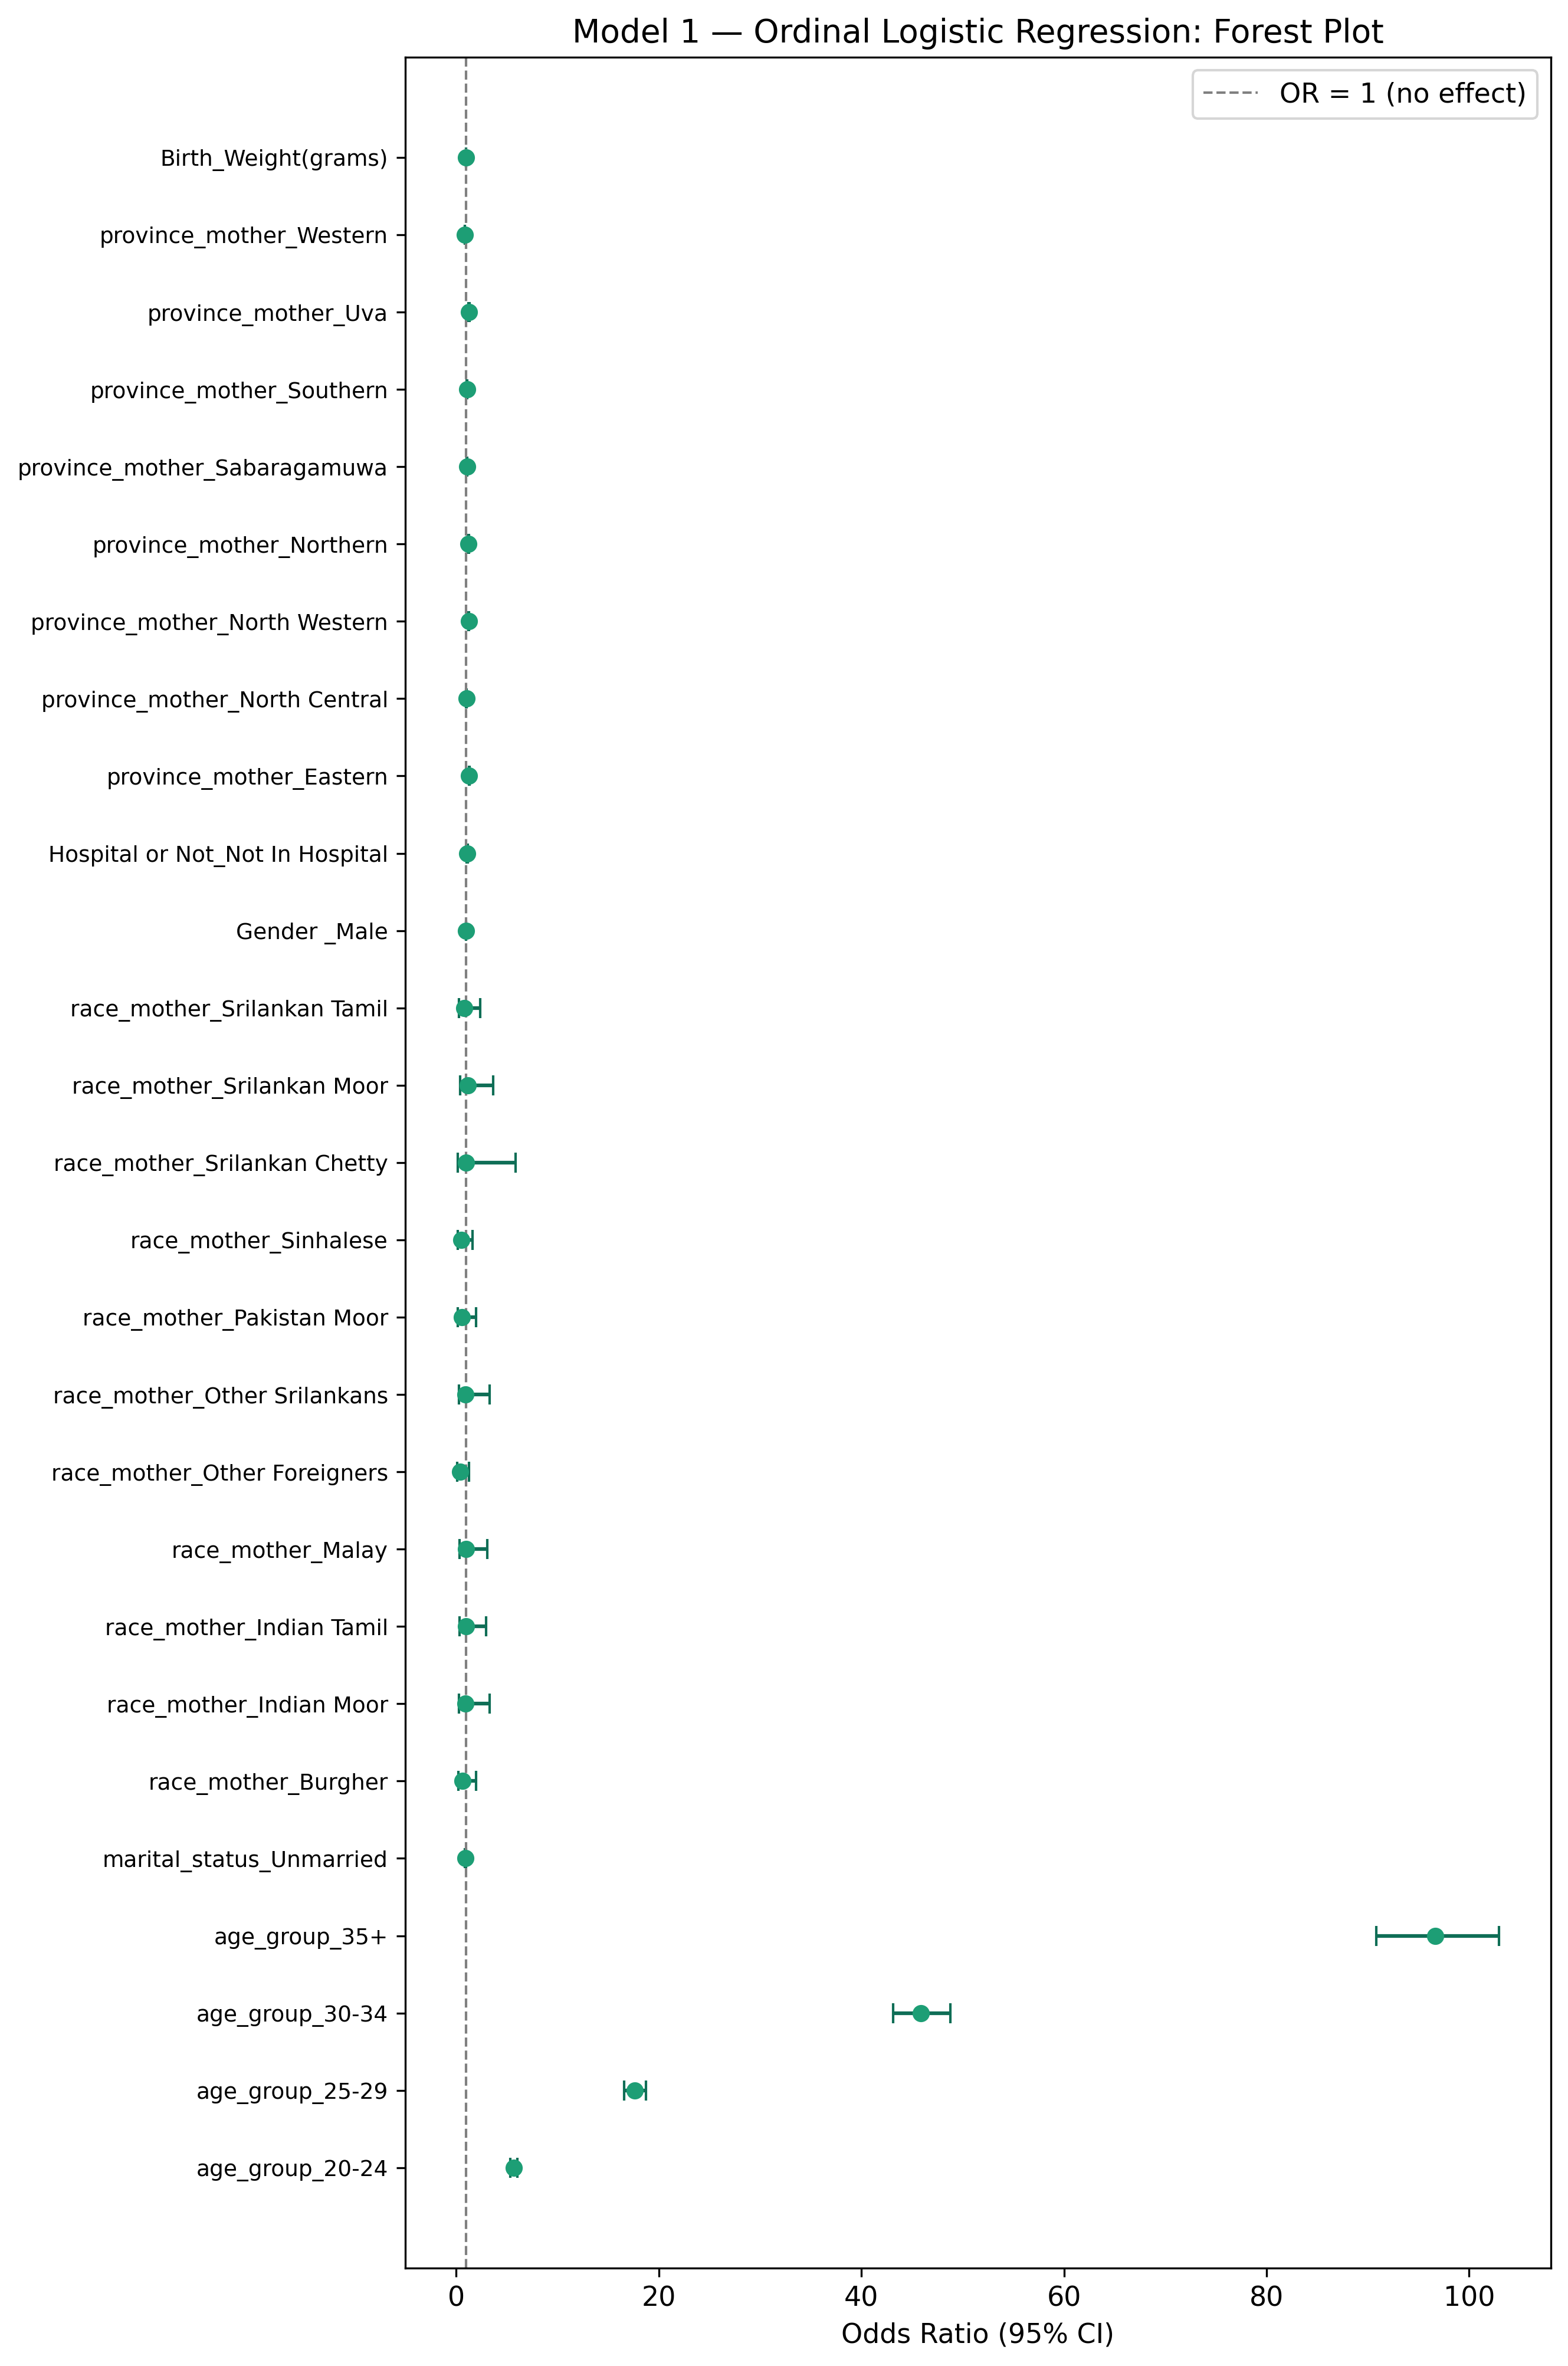 Model 1 — Ordinal Logistic Regression: Forest Plot
OR = 1 (no effect)
Birth_Weight(grams)
province_mother_Western
province_mother_Uva
province_mother_Southern
province_mother_Sabaragamuwa
province_mother_Northern
province_mother_North Western
province_mother_North Central
province_mother_Eastern
Hospital or Not_Not In Hospital
Gender _Male
race_mother_Srilankan Tamil
race_mother_Srilankan Moor
race_mother_Srilankan Chetty
race_mother_Sinhalese
race_mother_Pakistan Moor
race_mother_Other Srilankans
race_mother_Other Foreigners
race_mother_Malay
race_mother_Indian Tamil
race_mother_Indian Moor
race_mother_Burgher
marital_status_Unmarried
age_group_35+
age_group_30-34
age_group_25-29
age_group_20-24
0 20 40 60 80 100
Odds Ratio (95% CI)